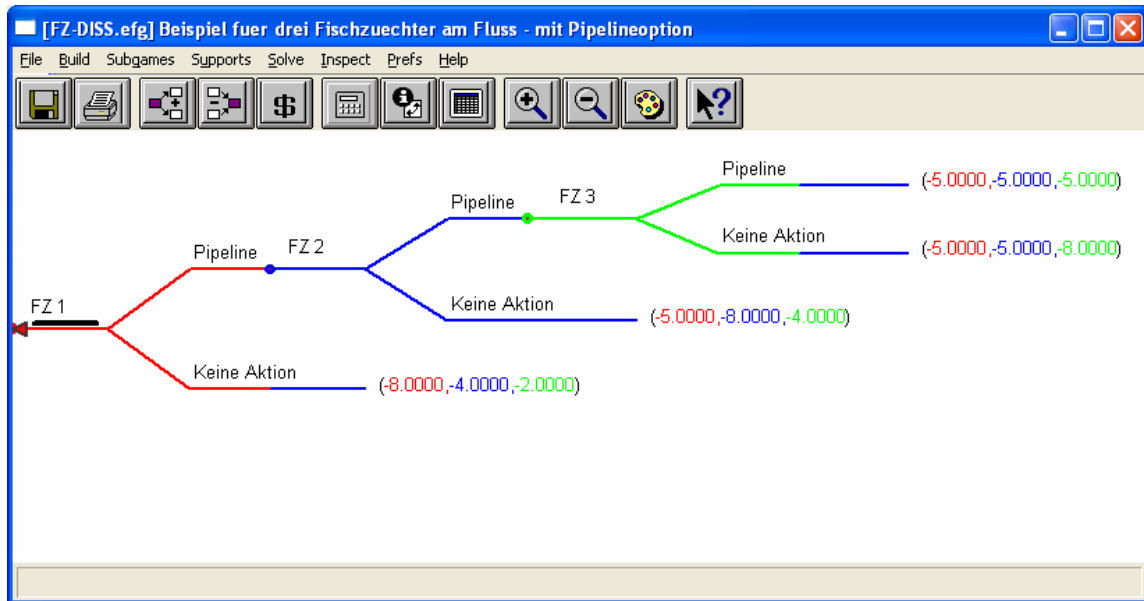 [FZ-DISS.efg] Beispiel fuer drei Fischzuechter am Fluss - mit Pipelineoption
File Build Subgames Supports Solve Inspect Prefs Help
Pipeline
(-5.0000,-5.0000,-5.0000)
Pipeline
FZ 3
Keine Aktion
(-5.0000,-5.0000,-8.0000)
Pipeline
FZ 2
Keine Aktion
(-5.0000,-8.0000,-4.0000)
FZ 1
Keine Aktion
(-8.0000,-4.0000,-2.0000)